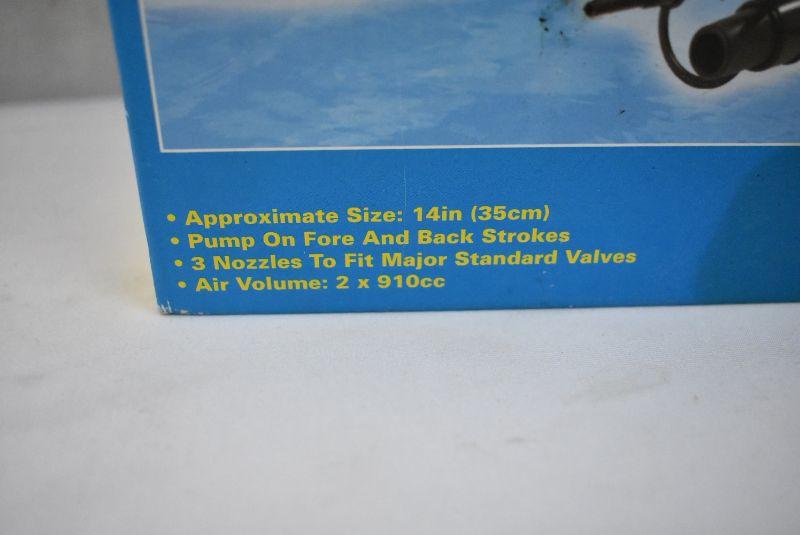 • Approximate Size: 14in (35cm)
• Pump On Fore And Back Strokes
• 3 Nozzles To Fit Major Standard Valves
• Air Volume: 2 x 910cc